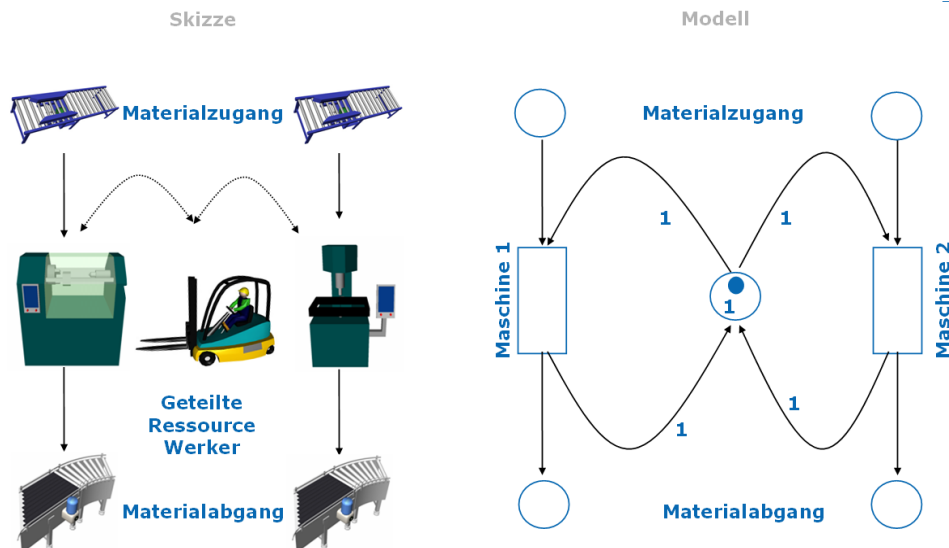 Skizze
Modell
Materialzugang
Materialzugang
1
1
Maschine 1
Maschine 2
1
Geteilte
Ressource
Werker
1
1
Materialabgang
Materialabgang